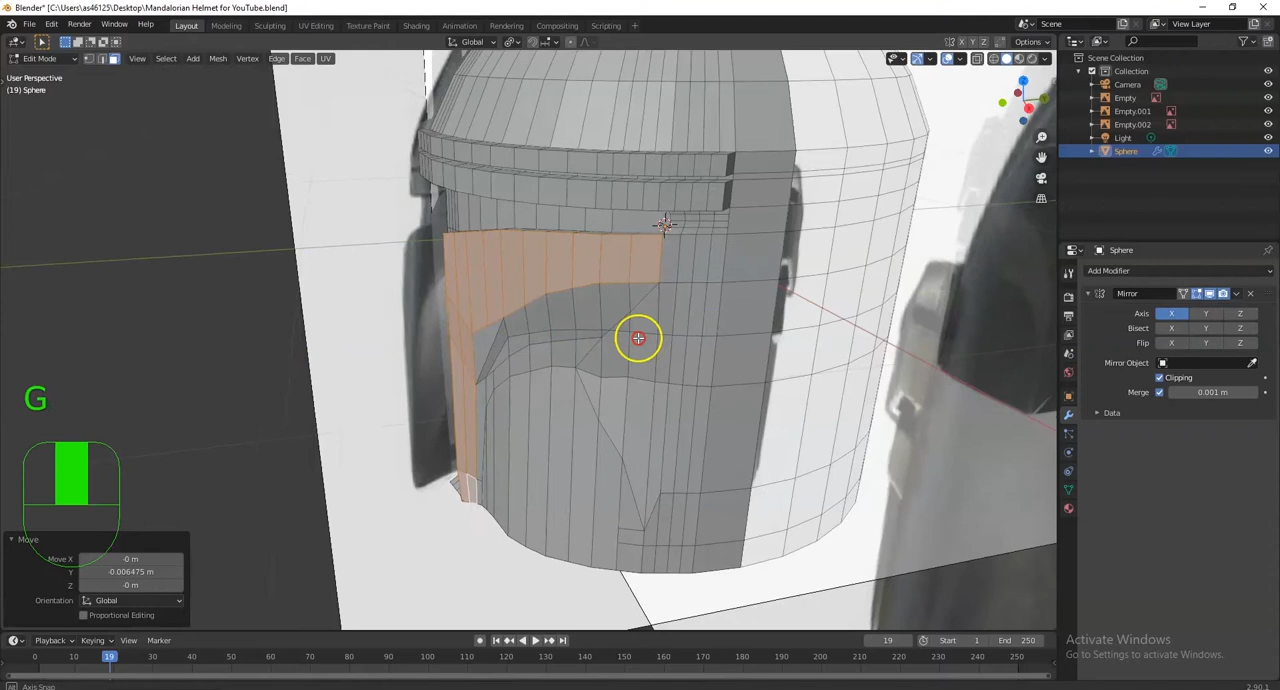 Blender* [C:\Users\as46125\Desktop\Mandalorian Helmet for YouTube.blend]
File Edit Render Window Help Layout Modeling Sculpting UV Editing Texture Paint Shading Animation Rendering Compositing Scripting Scene View Layer
Global X Y Z Options
Edit Mode View Select Add Mesh Vertex Edge Face UV
User Perspective
(19) Sphere
Z
Scene Collection
Collection
Camera
Empty
Empty.001
Empty.002
Light
Sphere
Sphere
Add Modifier
Mirror
Axis X Y Z
Bisect X Y Z
Flip X Y Z
Mirror Object
Clipping
Merge 0.001 m
Data
G
Move
Move X -0 m
Y -0.006475 m
Z -0 m
Orientation Global
Proportional Editing
Playback Keying View Marker 19 Start 1 End 250
0 10 19 30 40 50 60 70 80 90 100 110 120 130 140 150 160 170 180 190 200 210 220 230 240 250
Axis Snap
2.90.1
Activate Windows
Go to Settings to activate Windows.